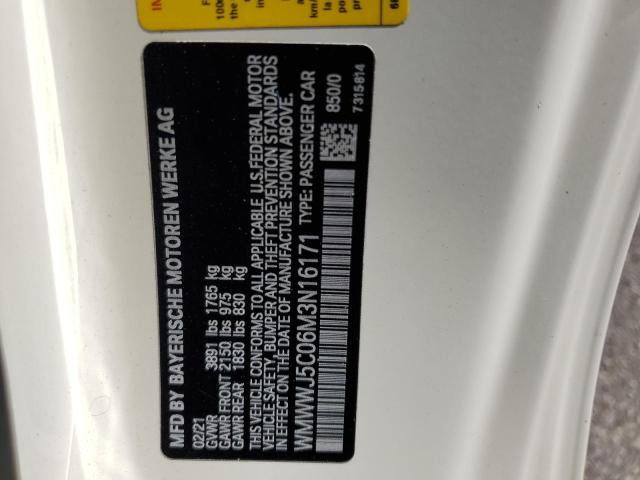 MFD BY BAYERISCHE MOTOREN WERKE AG
02/21
GVWR 3891 lbs 1765 kg
GAWR FRONT 2150 lbs 975 kg
GAWR REAR 1830 lbs 830 kg
THIS VEHICLE CONFORMS TO ALL APPLICABLE U.S. FEDERAL MOTOR
VEHICLE SAFETY, BUMPER AND THEFT PREVENTION STANDARDS
IN EFFECT ON THE DATE OF MANUFACTURE SHOWN ABOVE.
WMWWJ5C06M3N16171 TYPE: PASSENGER CAR
850/0
7315814